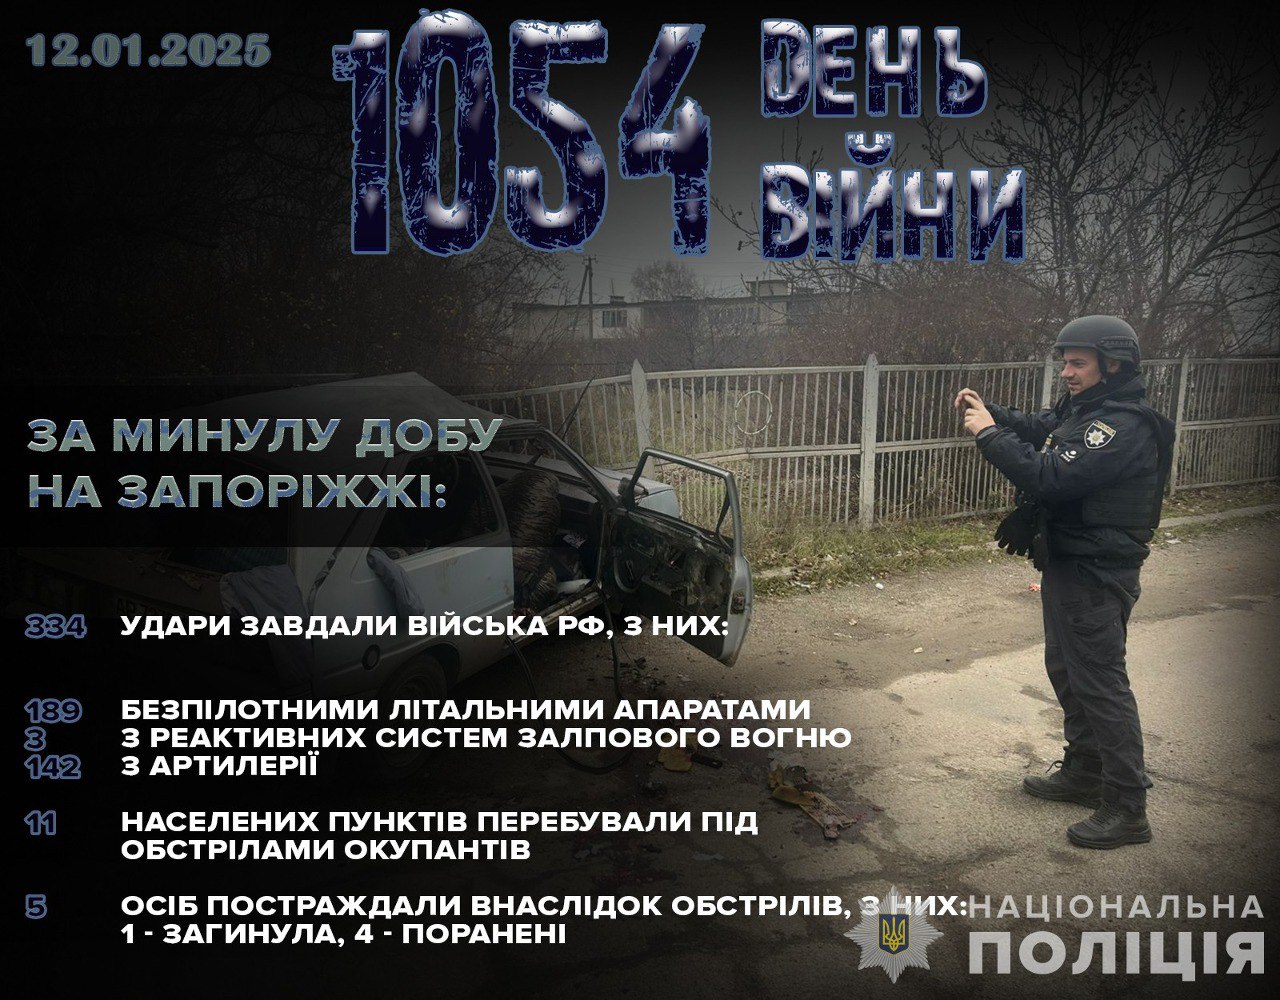 12.01.2025
1054
ДЕНЬ
ВІЙНИ
ЗА МИНУЛУ ДОБУ
НА ЗАПОРІЖЖІ:
334 УДАРИ ЗАВДАЛИ ВІЙСЬКА РФ, З НИХ:
189 БЕЗПІЛОТНИМИ ЛІТАЛЬНИМИ АПАРАТАМИ
3 З РЕАКТИВНИХ СИСТЕМ ЗАЛПОВОГО ВОГНЮ
142 З АРТИЛЕРІЇ
11 НАСЕЛЕНИХ ПУНКТІВ ПЕРЕБУВАЛИ ПІД
ОБСТРІЛАМИ ОКУПАНТІВ
5 ОСІБ ПОСТРАЖДАЛИ ВНАСЛІДОК ОБСТРІЛІВ, З НИХ:
1 - ЗАГИНУЛА, 4 - ПОРАНЕНІ
НАЦІОНАЛЬНА
ПОЛІЦІЯ